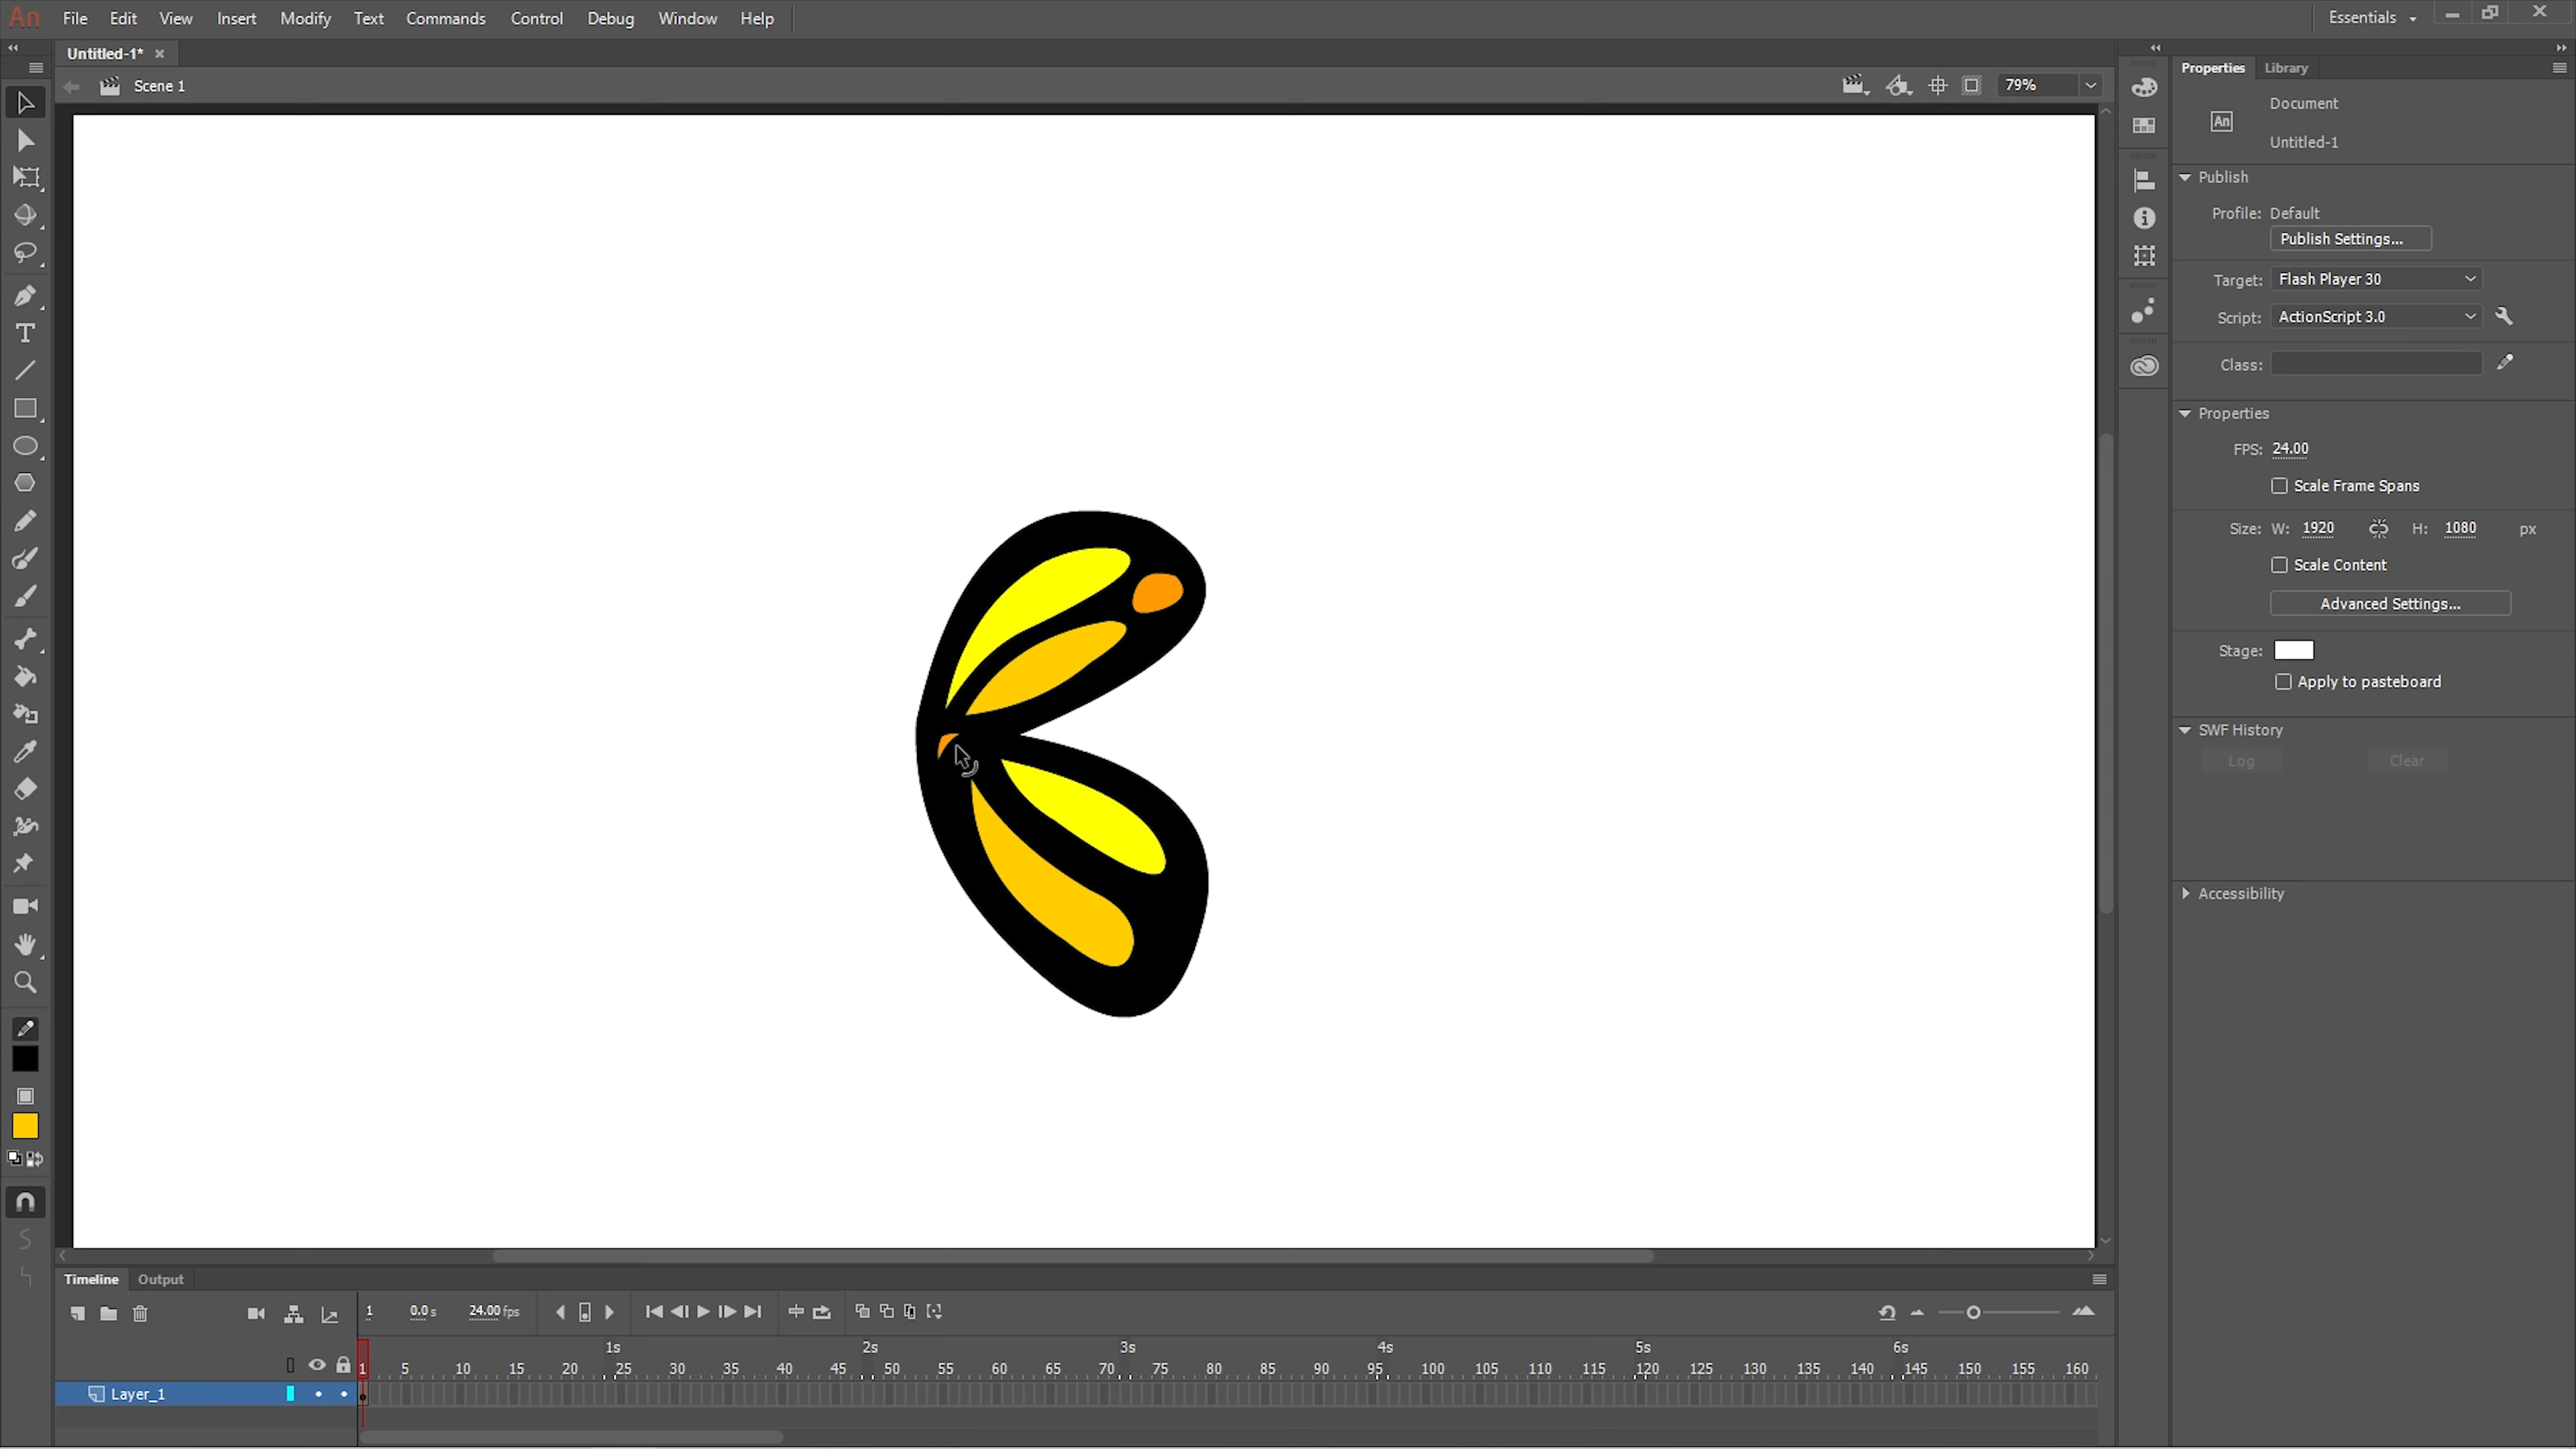 An File Edit View Insert Modify Text Commands Control Debug Window Help Essentials
Untitled-1*
Scene 1 79%
Properties Library
Document
An
Untitled-1
Publish
Profile: Default
Publish Settings...
Target: Flash Player 30
Script: ActionScript 3.0
Class:
Properties
FPS: 24.00
Scale Frame Spans
Size: W: 1920 H: 1080 px
Scale Content
Advanced Settings...
Stage:
Apply to pasteboard
SWF History
Log Clear
Accessibility
Timeline Output
1 0.0 s 24.00 fps
1s 2s 3s 4s 5s 6s
1 5 10 15 20 25 30 35 40 45 50 55 60 65 70 75 80 85 90 95 100 105 110 115 120 125 130 135 140 145 150 155 160
Layer_1